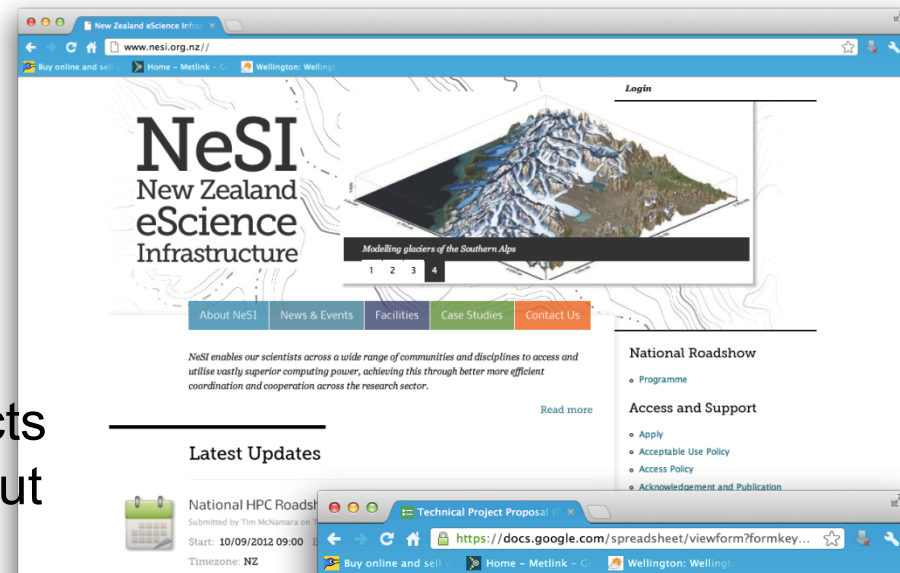 New Zealand eScience Infra
www.nesi.org.nz//
Buy online and sell
Home – Metlink –
Wellington: Welling
Login
NeSI
New Zealand
eScience
Infrastructure
Modelling glaciers of the Southern Alps
1 2 3 4
About NeSI News & Events Facilities Case Studies Contact Us
NeSI enables our scientists across a wide range of communities and disciplines to access and
utilise vastly superior computing power, achieving this through better more efficient
coordination and cooperation across the research sector.
Read more
National Roadshow
Programme
Access and Support
Apply
Acceptable Use Policy
Access Policy
Acknowledgement and Publication
cts
ut
Latest Updates
National HPC Roadsh
Submitted by Tim McNamara on
Start: 10/09/2012 09:00
Timezone: NZ
Technical Project Proposal
https://docs.google.com/spreadsheet/viewform?formkey...
Buy online and sell
Home – Metlink –
Wellington: Welling